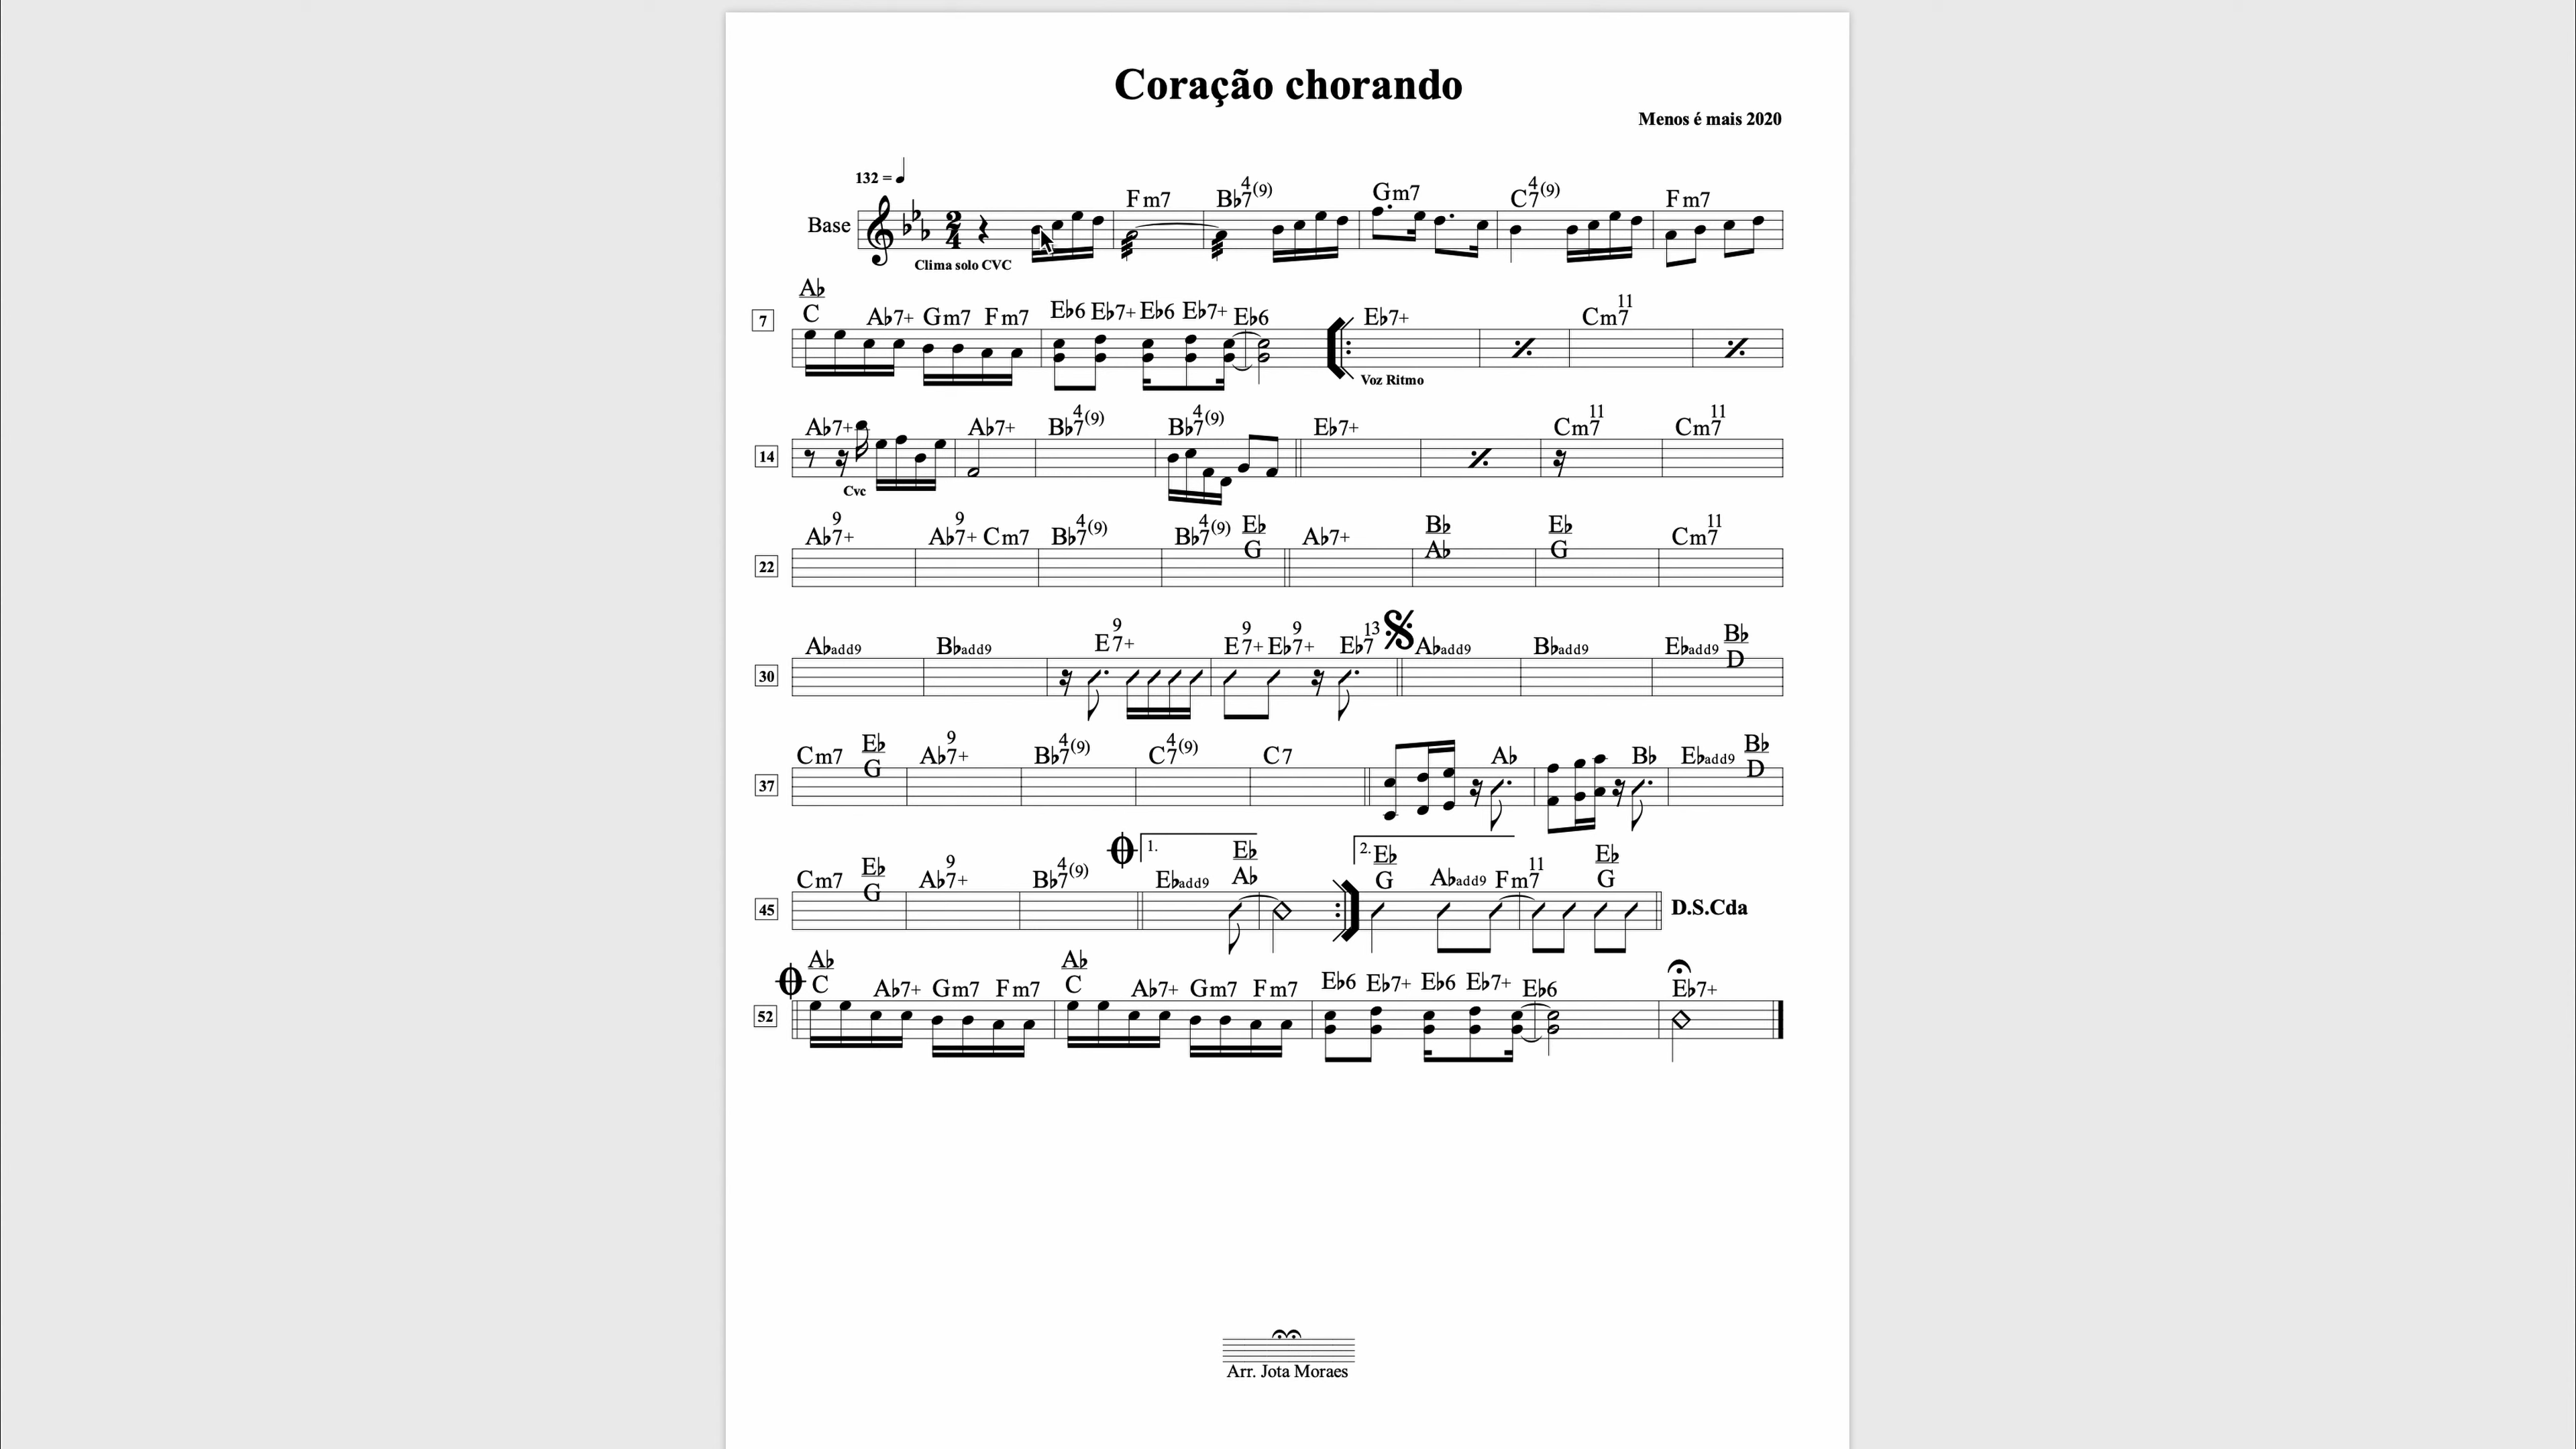 Coração chorando
Menos é mais 2020
132 =
Base
Fm7 Bb7 4(9) Gm7 C7 4(9) Fm7
Clima solo CVC
7
Ab/C Ab7+ Gm7 Fm7 Eb6 Eb7+ Eb6 Eb7+ Eb6 Eb7+ Cm7 11
Voz Ritmo
14
Ab7+ Ab7+ Bb7 4(9) Bb7 4(9) Eb7+ Cm7 11 Cm7 11
Cvc
22
Ab7+ 9 Ab7+ 9 Cm7 Bb7 4(9) Bb7 4(9) Eb/G Ab7+ Bb/Ab Eb/G Cm7 11
30
Abadd9 Bbadd9 E7+ 9 E7+ 9 Eb7+ 9 Eb7 13 Abadd9 Bbadd9 Ebadd9 Bb/D
37
Cm7 Eb/G Ab7+ 9 Bb7 4(9) C7 4(9) C7 Ab Bb Ebadd9 Bb/D
45
Cm7 Eb/G Ab7+ 9 Bb7 4(9) 1. Ebadd9 Eb/Ab 2. Eb/G Abadd9 Fm7 11 Eb/G
D.S.Cda
52
Ab/C Ab7+ Gm7 Fm7 Ab/C Ab7+ Gm7 Fm7 Eb6 Eb7+ Eb6 Eb7+ Eb6 Eb7+
Arr. Jota Moraes